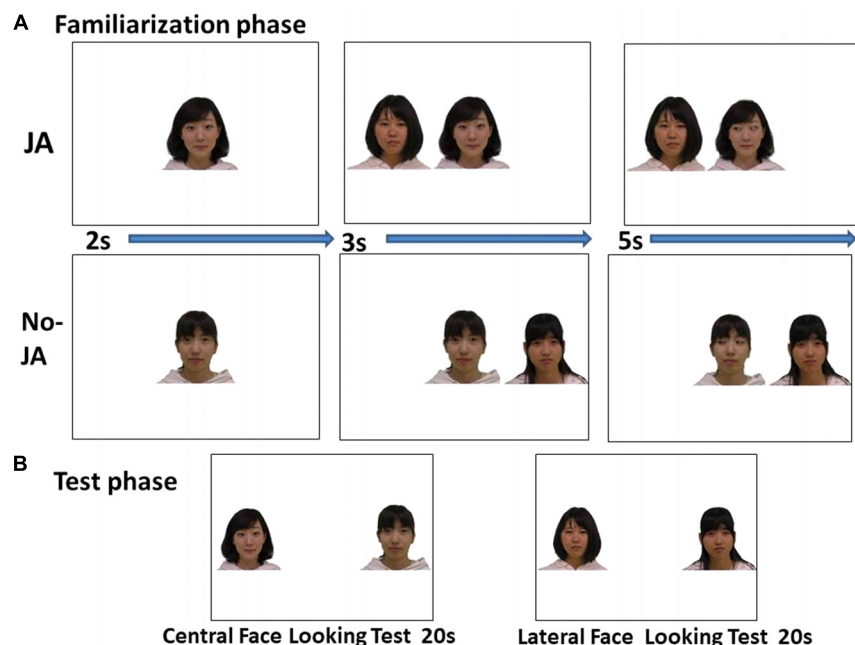 A Familiarization phase
JA
2s 3s 5s
No-
JA
B Test phase
Central Face Looking Test 20s Lateral Face Looking Test 20s